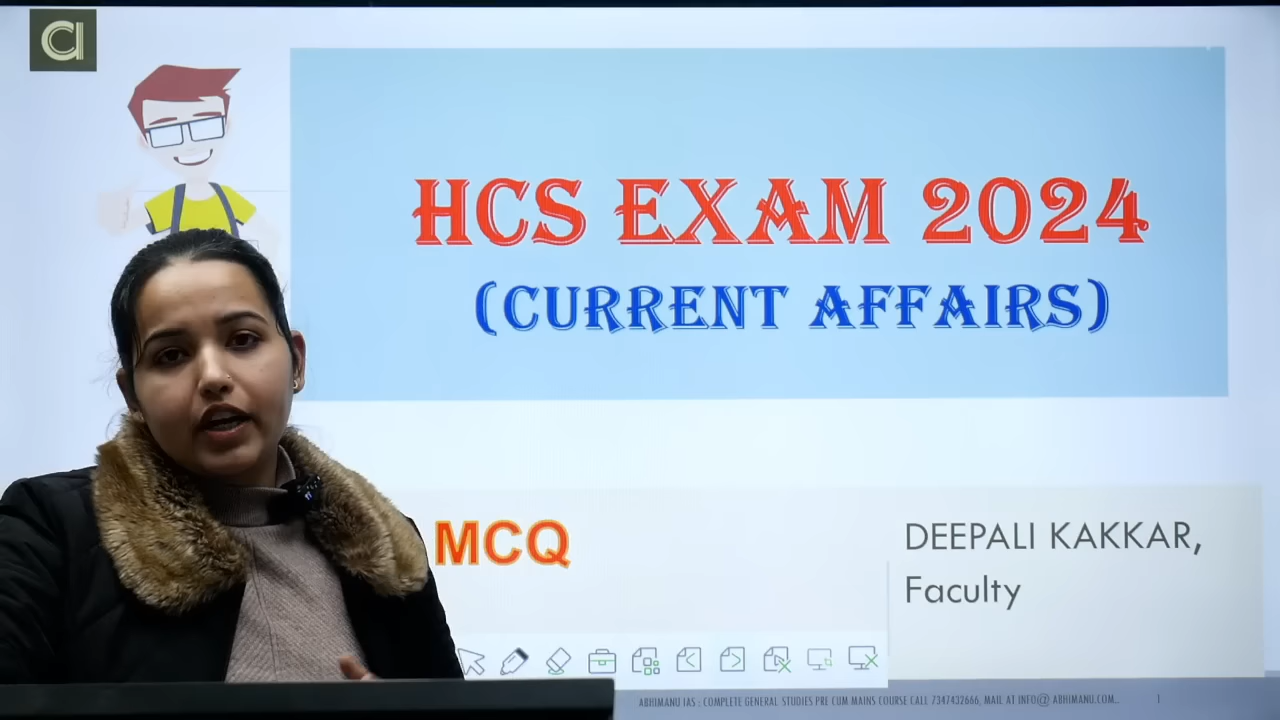 a
HCS EXAM 2024
(CURRENT AFFAIRS)
MCQ
DEEPALI KAKKAR,
Faculty
ABHIMANU IAS : COMPLETE GENERAL STUDIES PRE CUM MAINS COURSE CALL 7347432666, MAIL AT INFO@ ABHIMANU.COM... 1